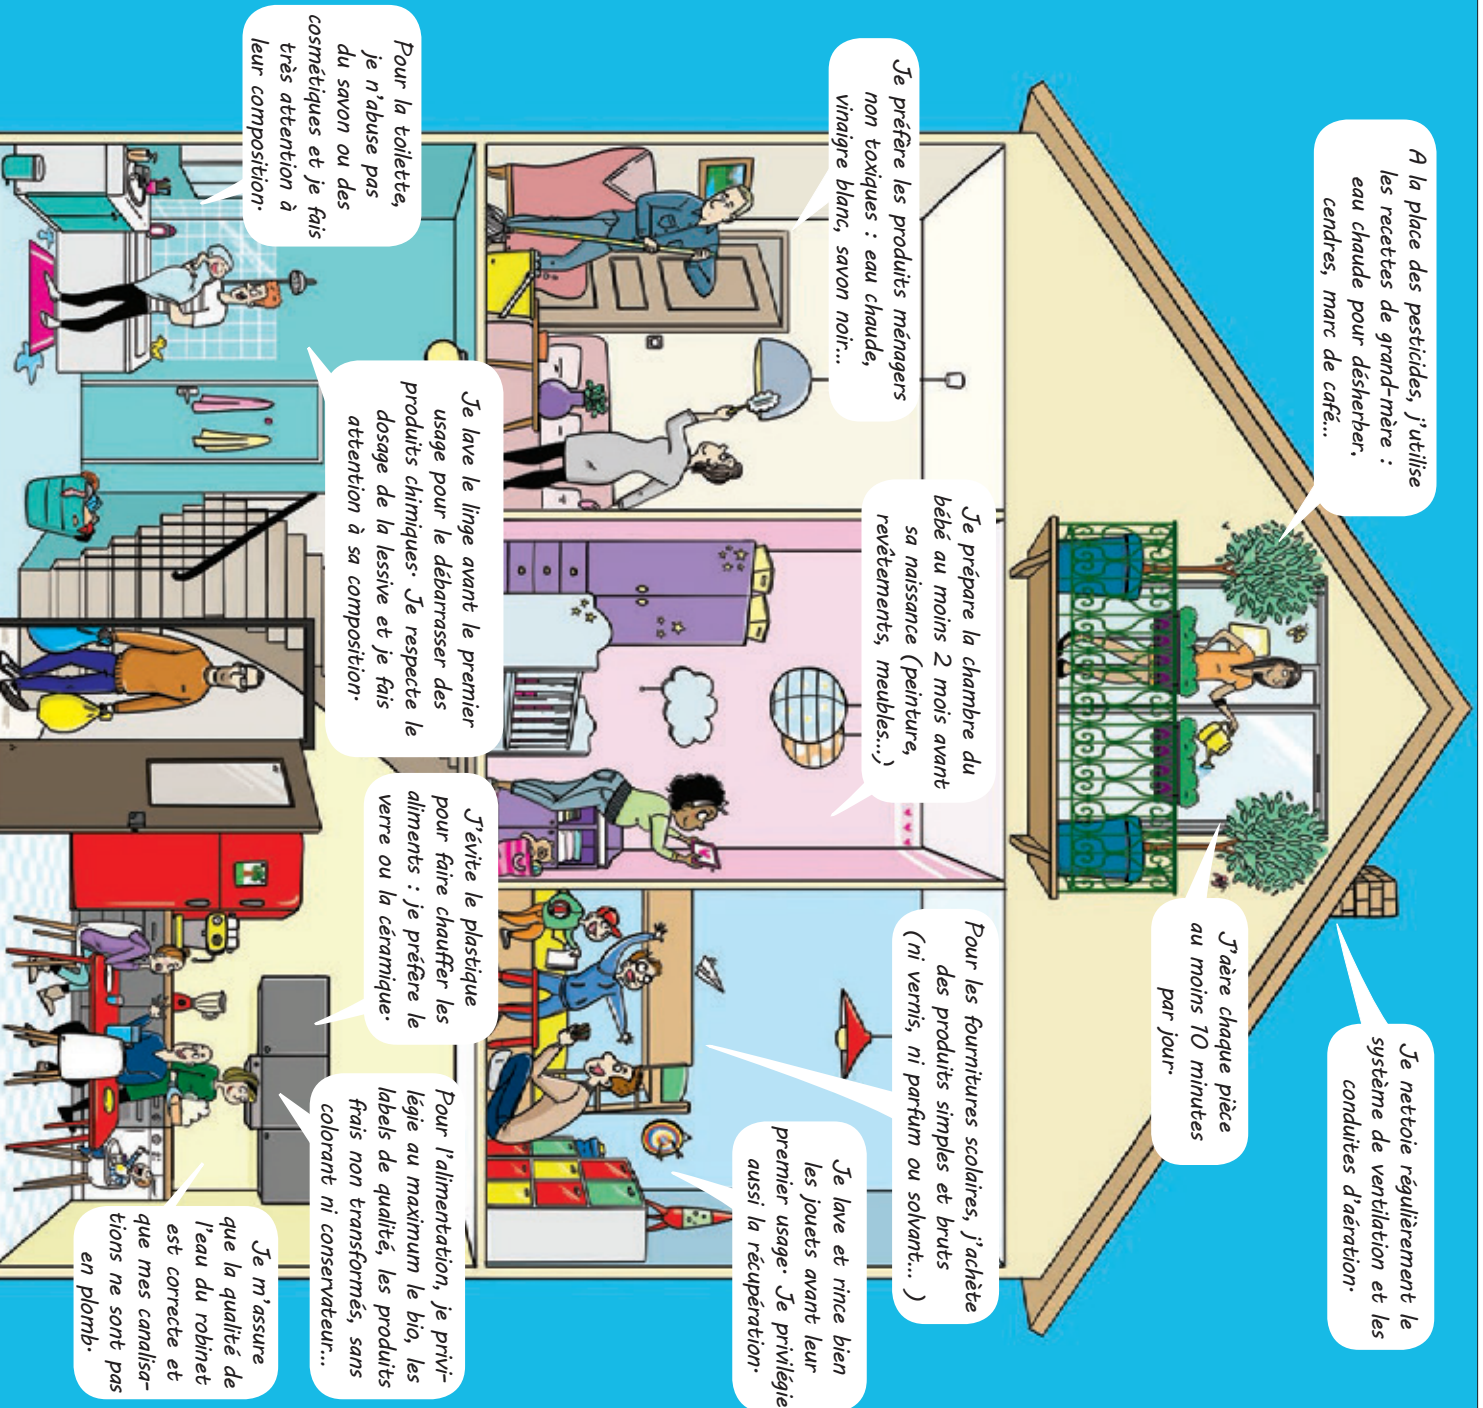 A la place des pesticides, j'utilise
les recettes de grand-mère :
eau chaude pour désherber,
cendres, marc de café...
Je nettoie régulièrement le
système de ventilation et les
conduites d'aération.
J'aère chaque pièce
au moins 10 minutes
par jour.
Je préfère les produits ménagers
non toxiques : eau chaude,
vinaigre blanc, savon noir...
Je prépare la chambre du
bébé au moins 2 mois avant
sa naissance (peinture,
revêtements, meubles...)
Pour les fournitures scolaires, j'achète
des produits simples et bruts
(ni vernis, ni parfum ou solvant... )
Je lave et rince bien
les jouets avant leur
premier usage. Je privilégie
aussi la récupération.
Pour la toilette,
je n'abuse pas
du savon ou des
cosmétiques et je fais
très attention à
leur composition.
Je lave le linge avant le premier
usage pour le débarrasser des
produits chimiques. Je respecte le
dosage de la lessive et je fais
attention à sa composition.
J'évite le plastique
pour faire chauffer les
aliments : je préfère le
verre ou la céramique.
Pour l'alimentation, je privi-
légie au maximum le bio, les
labels de qualité, les produits
frais non transformés, sans
colorant ni conservateur...
Je m'assure
que la qualité de
l'eau du robinet
est correcte et
que mes canalisa-
tions ne sont pas
en plomb.